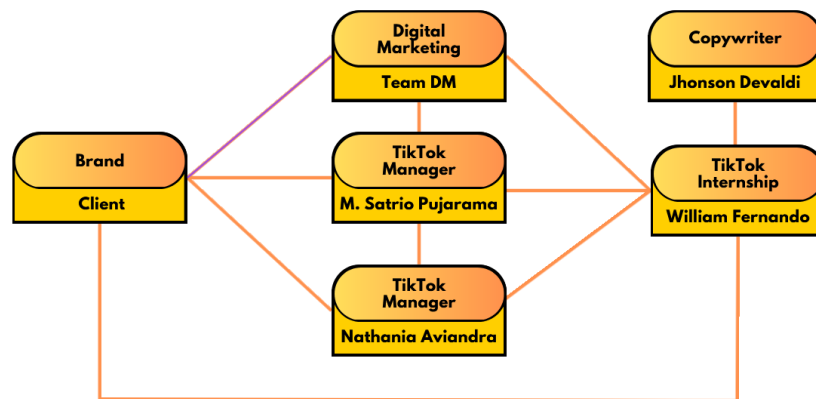 Digital
Marketing
Team DM
Copywriter
Jhonson Devaldi
Brand
Client
TikTok
Manager
M. Satrio Pujarama
TikTok
Internship
William Fernando
TikTok
Manager
Nathania Aviandra